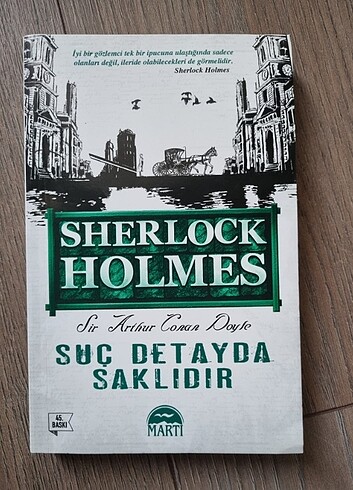 İyi bir gözlemci tek bir ipucuna ulaştığında sadece
olanları değil, ileride olabilecekleri de görmelidir.
Sherlock Holmes
SHERLOCK
HOLMES
Sir Arthur Conan Doyle
SUÇ DETAYDA
SAKLIDIR
45.
BASKI
MARTI